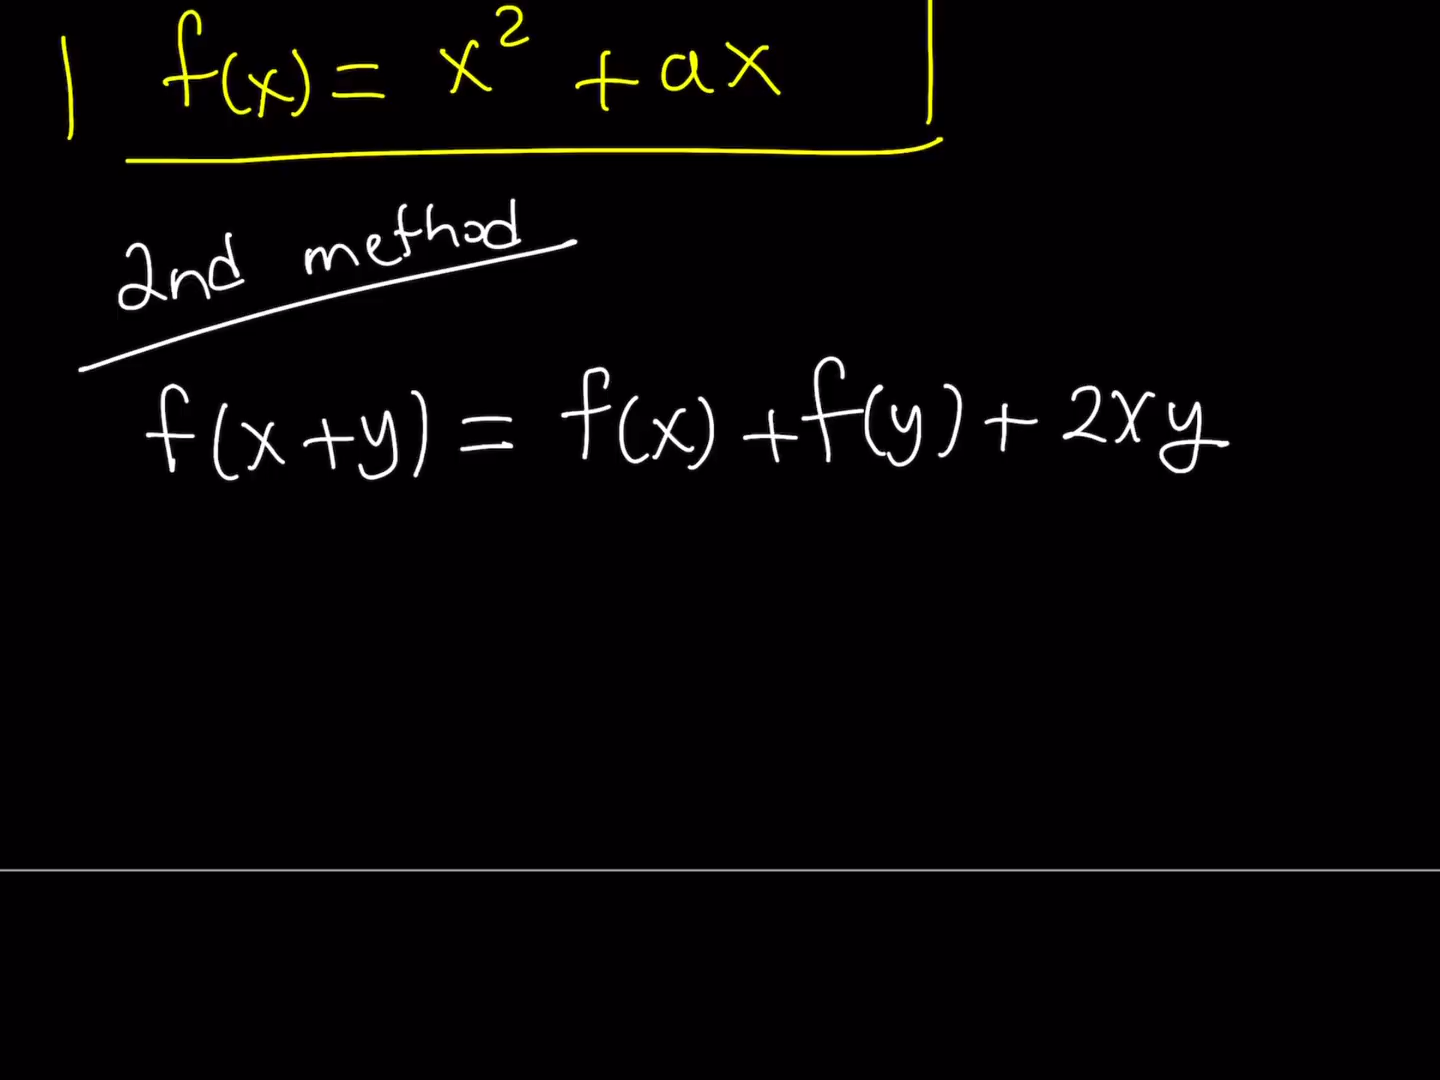 f(x) = x² + ax
2nd method
f(x+y) = f(x) + f(y) + 2xy